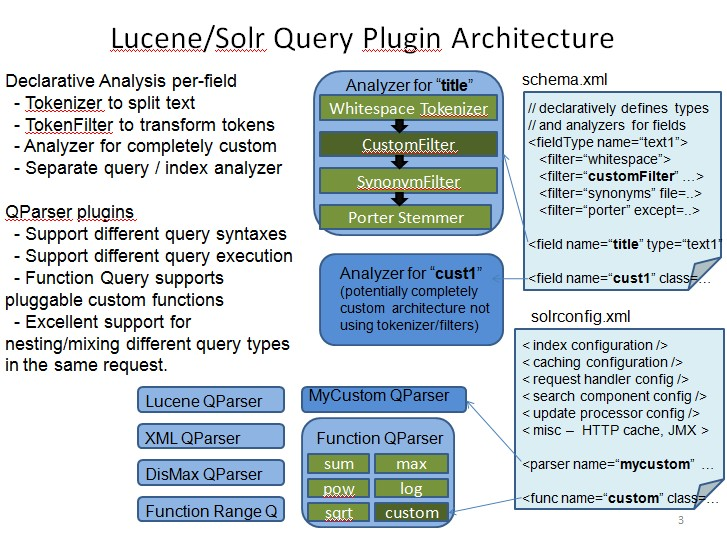 Lucene/Solr Query Plugin Architecture
Declarative Analysis per-field
- Tokenizer to split text
- TokenFilter to transform tokens
- Analyzer for completely custom
- Separate query / index analyzer
QParser plugins
- Support different query syntaxes
- Support different query execution
- Function Query supports
pluggable custom functions
- Excellent support for
nesting/mixing different query types
in the same request.
Analyzer for “title”
Whitespace Tokenizer
CustomFilter
SynonymFilter
Porter Stemmer
Analyzer for “cust1”
(potentially completely
custom architecture not
using tokenizer/filters)
schema.xml
// declaratively defines types
// and analyzers for fields
<fieldType name=“text1”>
<filter=“whitespace”>
<filter=“customFilter” …>
<filter=“synonyms” file=..>
<filter=“porter” except=..>
<field name=“title” type=“text1”
<field name=“cust1” class=…
solrconfig.xml
< index configuration />
< caching configuration />
< request handler config />
< search component config />
< update processor config />
< misc – HTTP cache, JMX >
<parser name=“mycustom” …
<func name=“custom” class=…
Lucene QParser
XML QParser
DisMax QParser
Function Range Q
MyCustom QParser
Function QParser
sum
max
pow
log
sqrt
custom
3